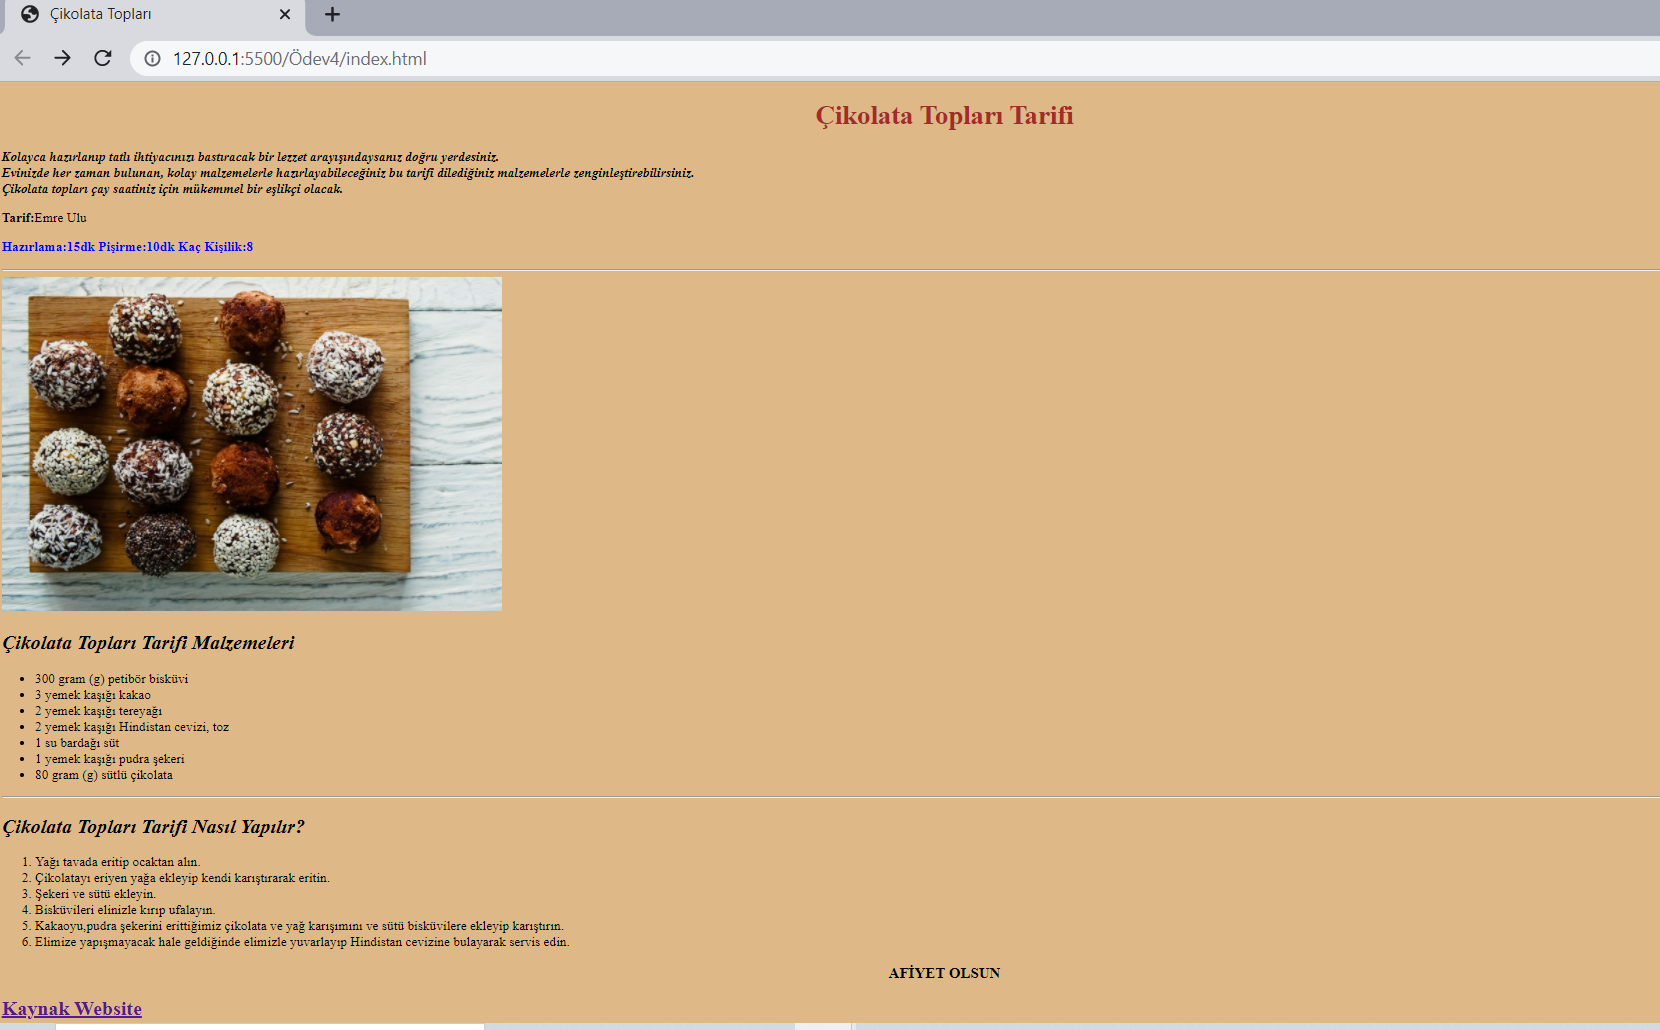 Çikolata Topları
127.0.0.1:5500/Ödev4/index.html
Çikolata Topları Tarifi
Kolayca hazırlanıp tatlı ihtiyacınızı bastıracak bir lezzet arayışındaysanız doğru yerdesiniz.
Evinizde her zaman bulunan, kolay malzemelerle hazırlayabileceğiniz bu tarifi dilediğiniz malzemelerle zenginleştirebilirsiniz.
Çikolata topları çay saatiniz için mükemmel bir eşlikçi olacak.
Tarif:Emre Ulu
Hazırlama:15dk Pişirme:10dk Kaç Kişilik:8
Çikolata Topları Tarifi Malzemeleri
• 300 gram (g) petibör bisküvi
• 3 yemek kaşığı kakao
• 2 yemek kaşığı tereyağı
• 2 yemek kaşığı Hindistan cevizi, toz
• 1 su bardağı süt
• 1 yemek kaşığı pudra şekeri
• 80 gram (g) sütlü çikolata
Çikolata Topları Tarifi Nasıl Yapılır?
1. Yağı tavada eritip ocaktan alın.
2. Çikolatayı eriyen yağa ekleyip kendi karıştırarak eritin.
3. Şekeri ve sütü ekleyin.
4. Bisküvileri elinizle kırıp ufalayın.
5. Kakaoyu,pudra şekerini erittiğimiz çikolata ve yağ karışımını ve sütü bisküvilere ekleyip karıştırın.
6. Elimize yapışmayacak hale geldiğinde elimizle yuvarlayıp Hindistan cevizine bulayarak servis edin.
AFİYET OLSUN
Kaynak Website